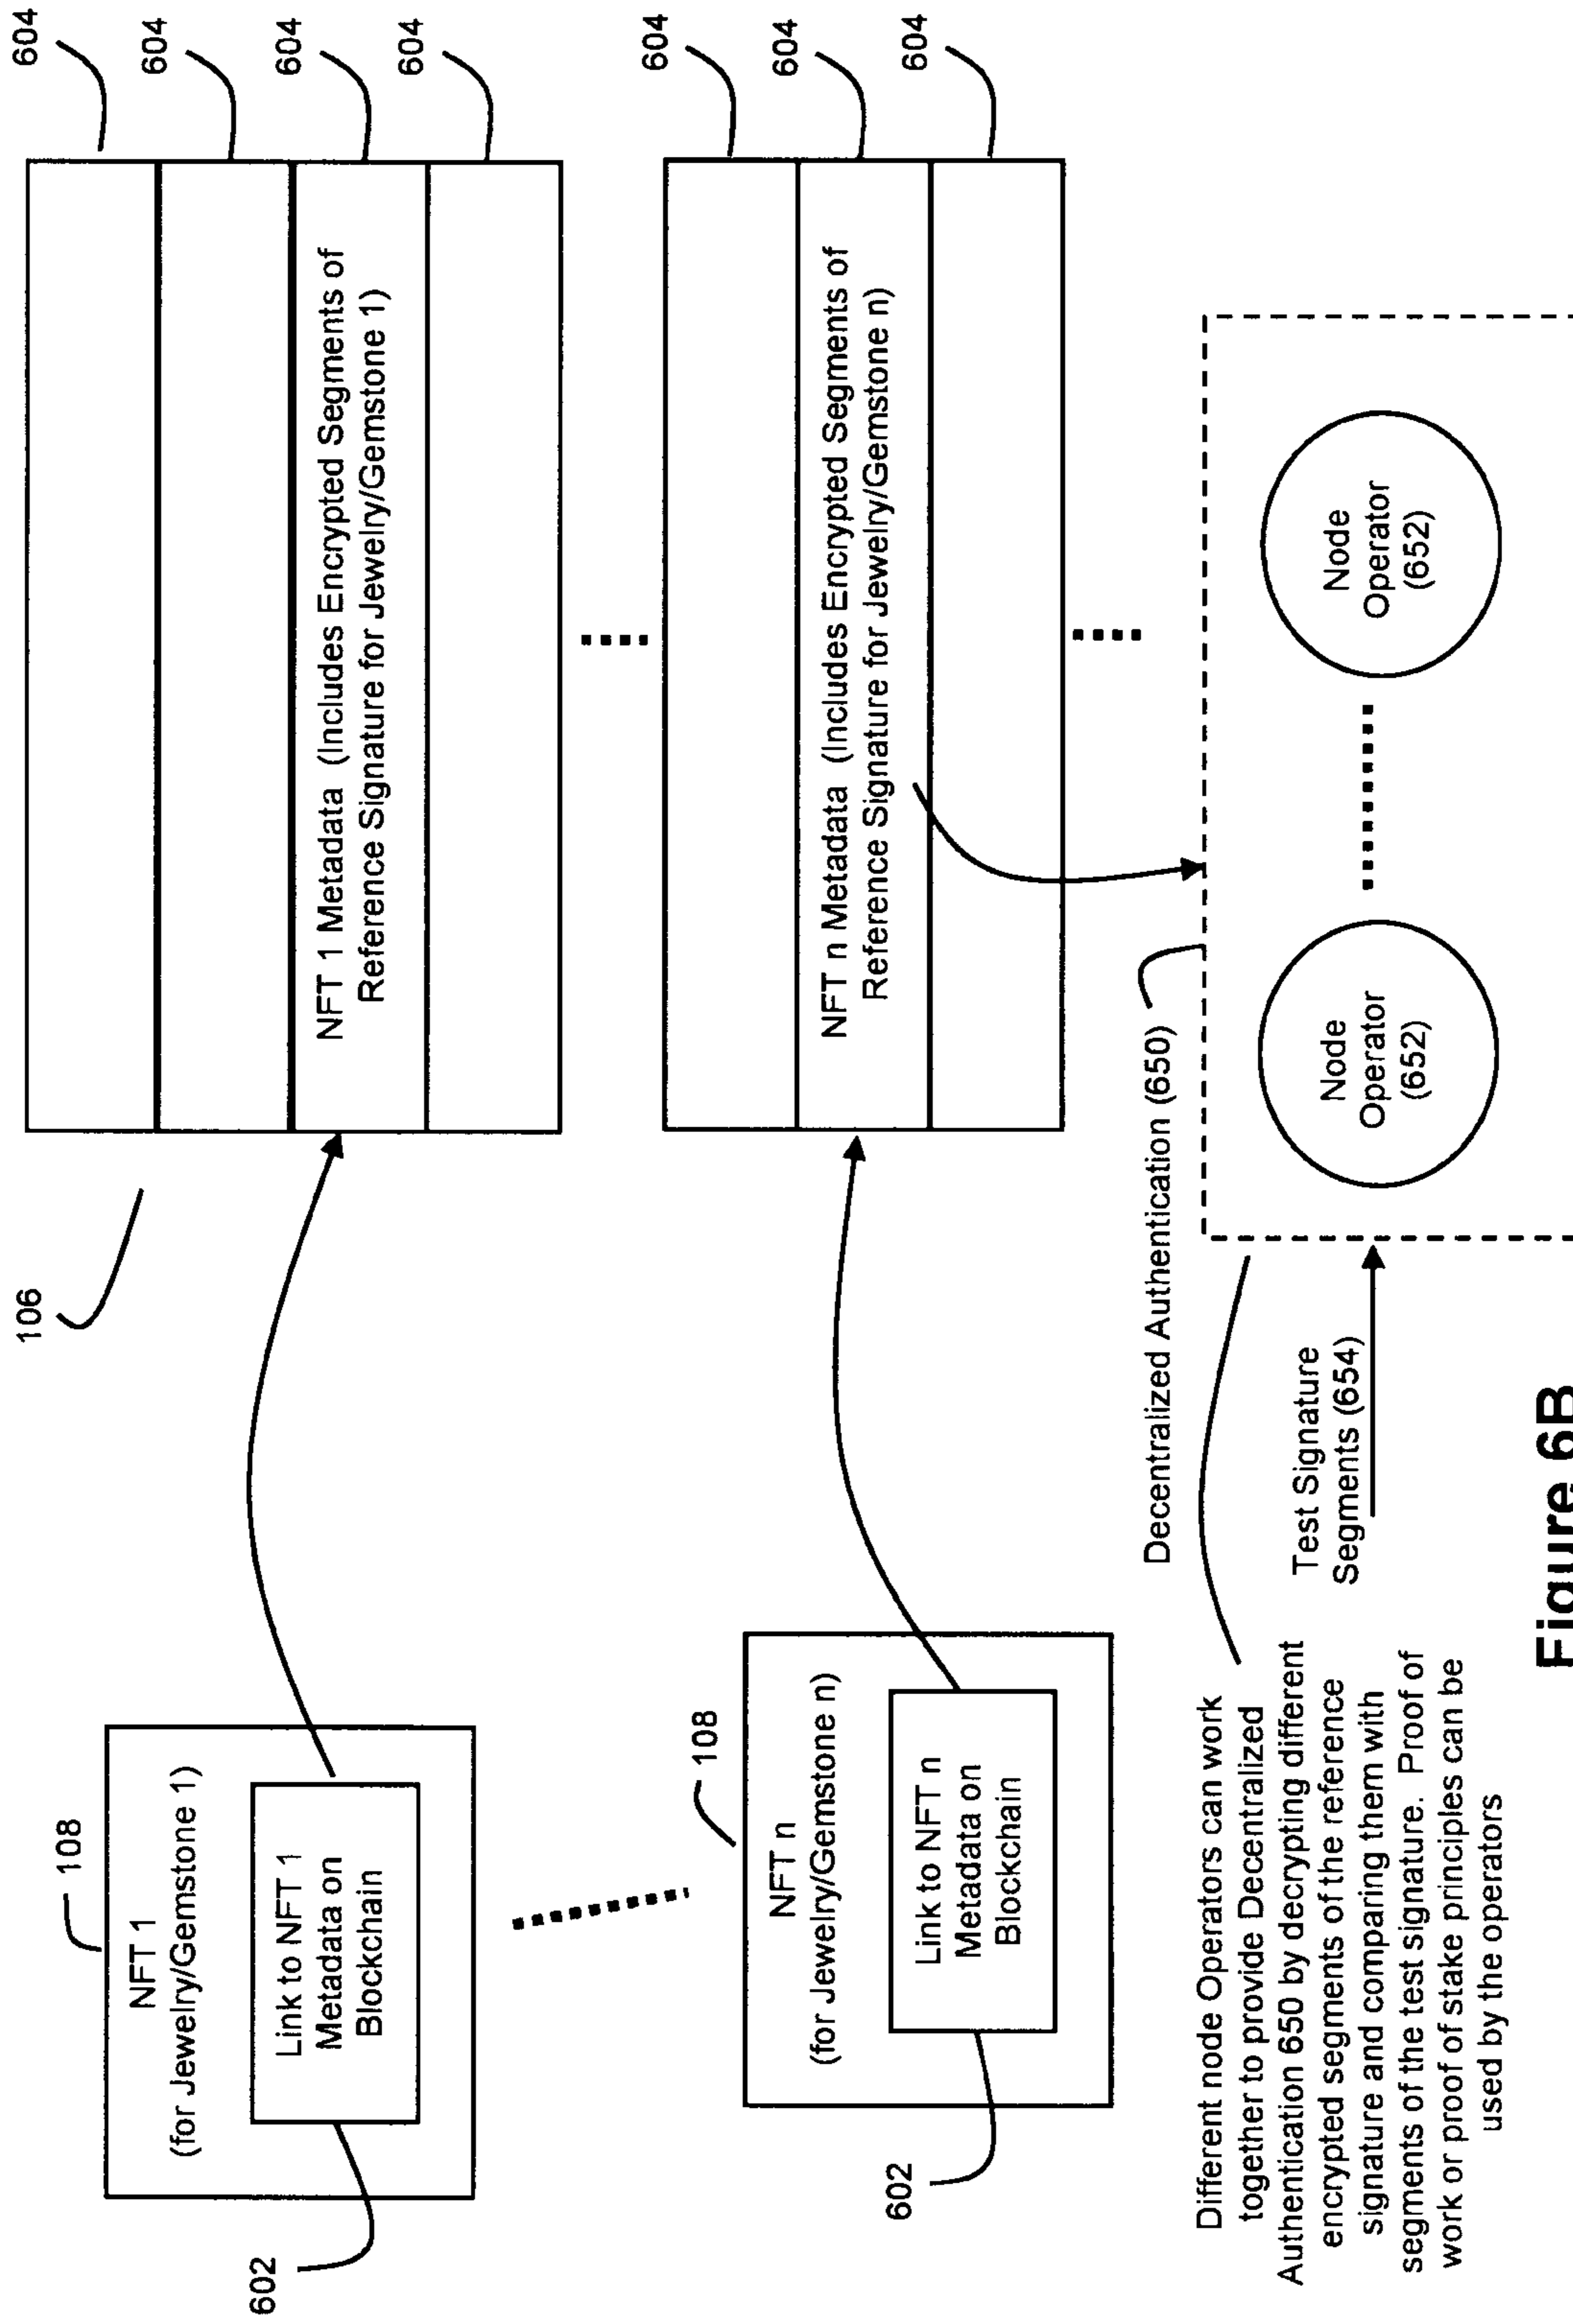 604
604
604
604
106
NFT 1 Metadata (Includes Encrypted Segments of
Reference Signature for Jewelry/Gemstone 1)
108
NFT 1
(for Jewelry/Gemstone 1)
Link to NFT 1
Metadata on
Blockchain
602
604
604
604
NFT n Metadata (Includes Encrypted Segments of
Reference Signature for Jewelry/Gemstone n)
108
NFT n
(for Jewelry/Gemstone n)
Link to NFT n
Metadata on
Blockchain
602
Decentralized Authentication (650)
Different node Operators can work
together to provide Decentralized
Authentication 650 by decrypting different
encrypted segments of the reference
signature and comparing them with
segments of the test signature. Proof of
work or proof of stake principles can be
used by the operators
Test Signature
Segments (654)
Node
Operator
(652)
Node
Operator
(652)
Figure 6B